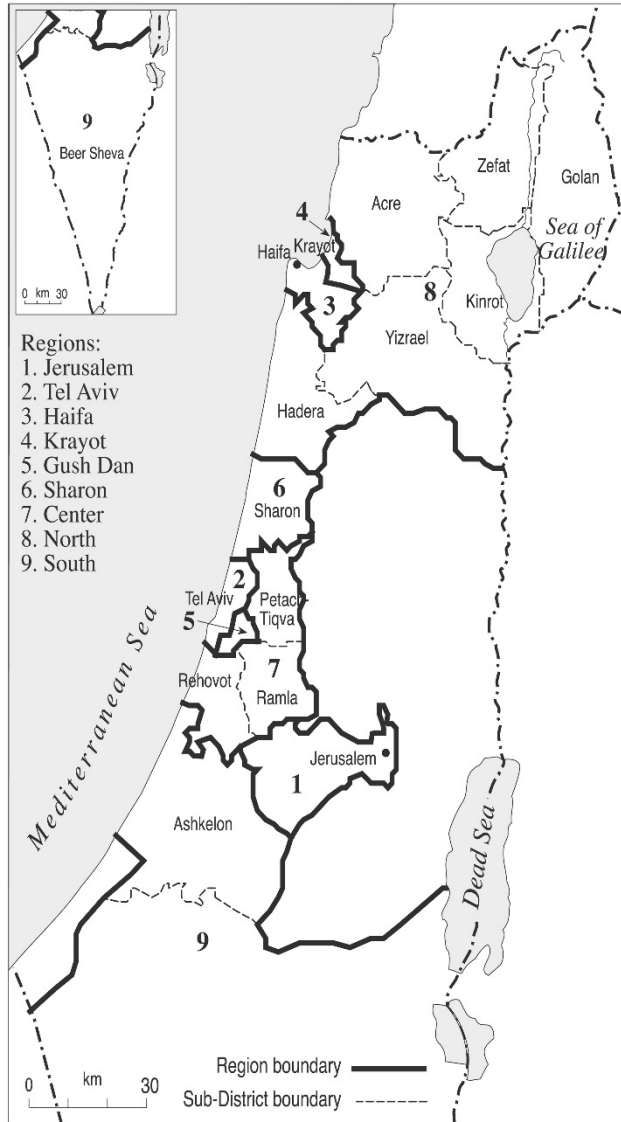 9
Beer Sheva
0 km 30
Zefat
Golan
Acre
4
Sea of
Galilee
Krayot
Haifa
8
3
Kinrot
Yizrael
Regions:
1. Jerusalem
2. Tel Aviv
3. Haifa
4. Krayot
5. Gush Dan
6. Sharon
7. Center
8. North
9. South
Hadera
6
Sharon
2
Tel Aviv
Petach
Tiqva
5
7
Rehovot
Ramla
Mediterranean Sea
Jerusalem
1
Ashkelon
Dead Sea
9
Region boundary
0 km 30
Sub-District boundary